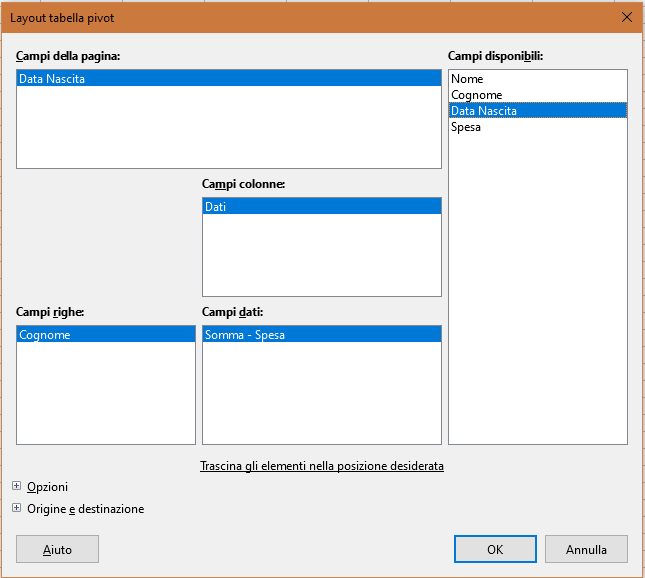 Layout tabella pivot
Campi della pagina:
Data Nascita
Campi disponibili:
Nome
Cognome
Data Nascita
Spesa
Campi colonne:
Dati
Campi righe:
Cognome
Campi dati:
Somma - Spesa
Trascina gli elementi nella posizione desiderata
Opzioni
Origine e destinazione
Aiuto
OK
Annulla